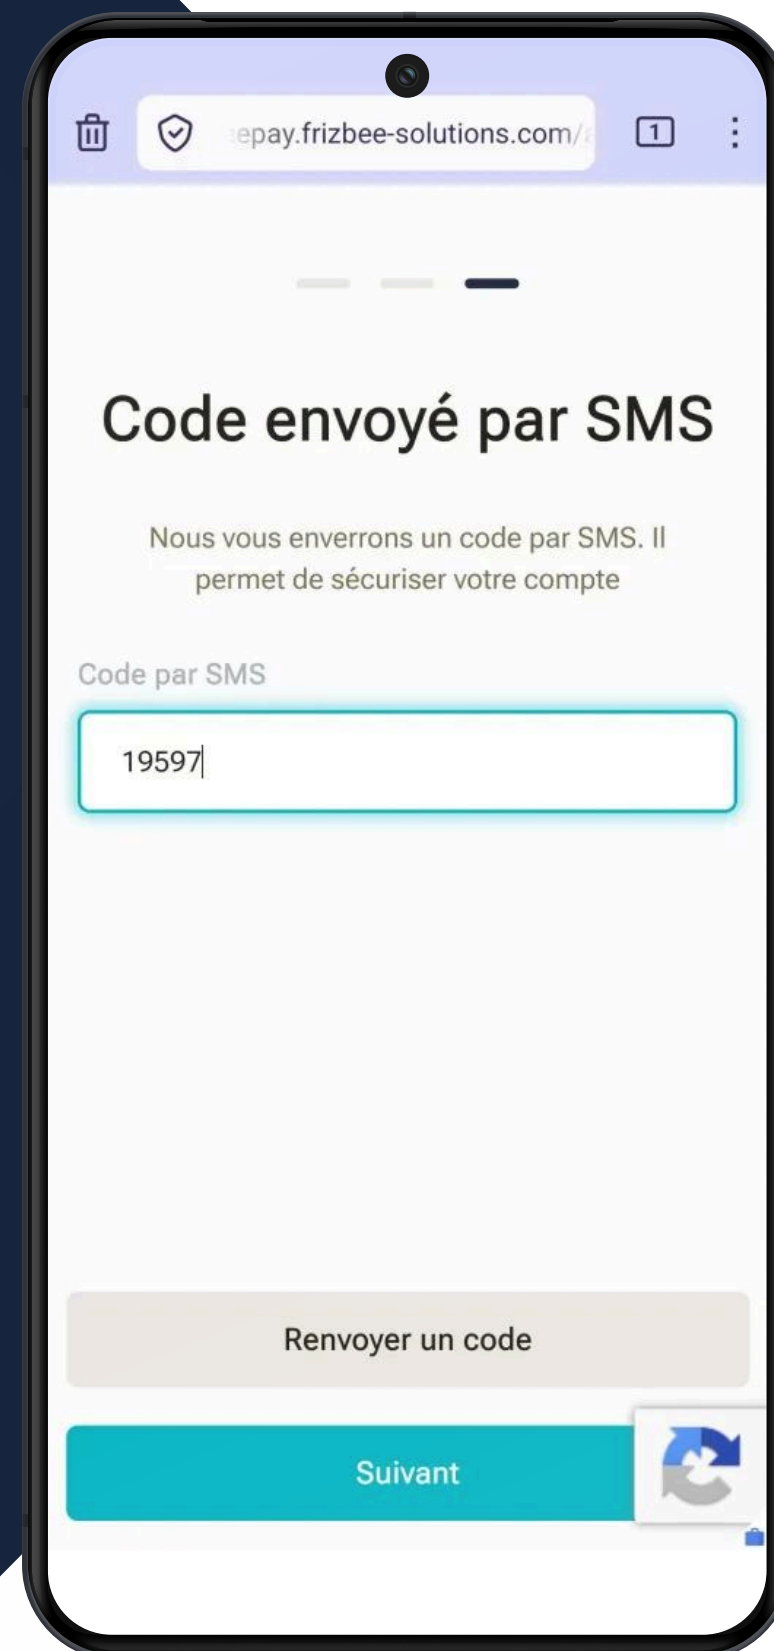 epay.frizbee-solutions.com/
1
Code envoyé par SMS
Nous vous enverrons un code par SMS. Il
permet de sécuriser votre compte
Code par SMS
19597
Renvoyer un code
Suivant